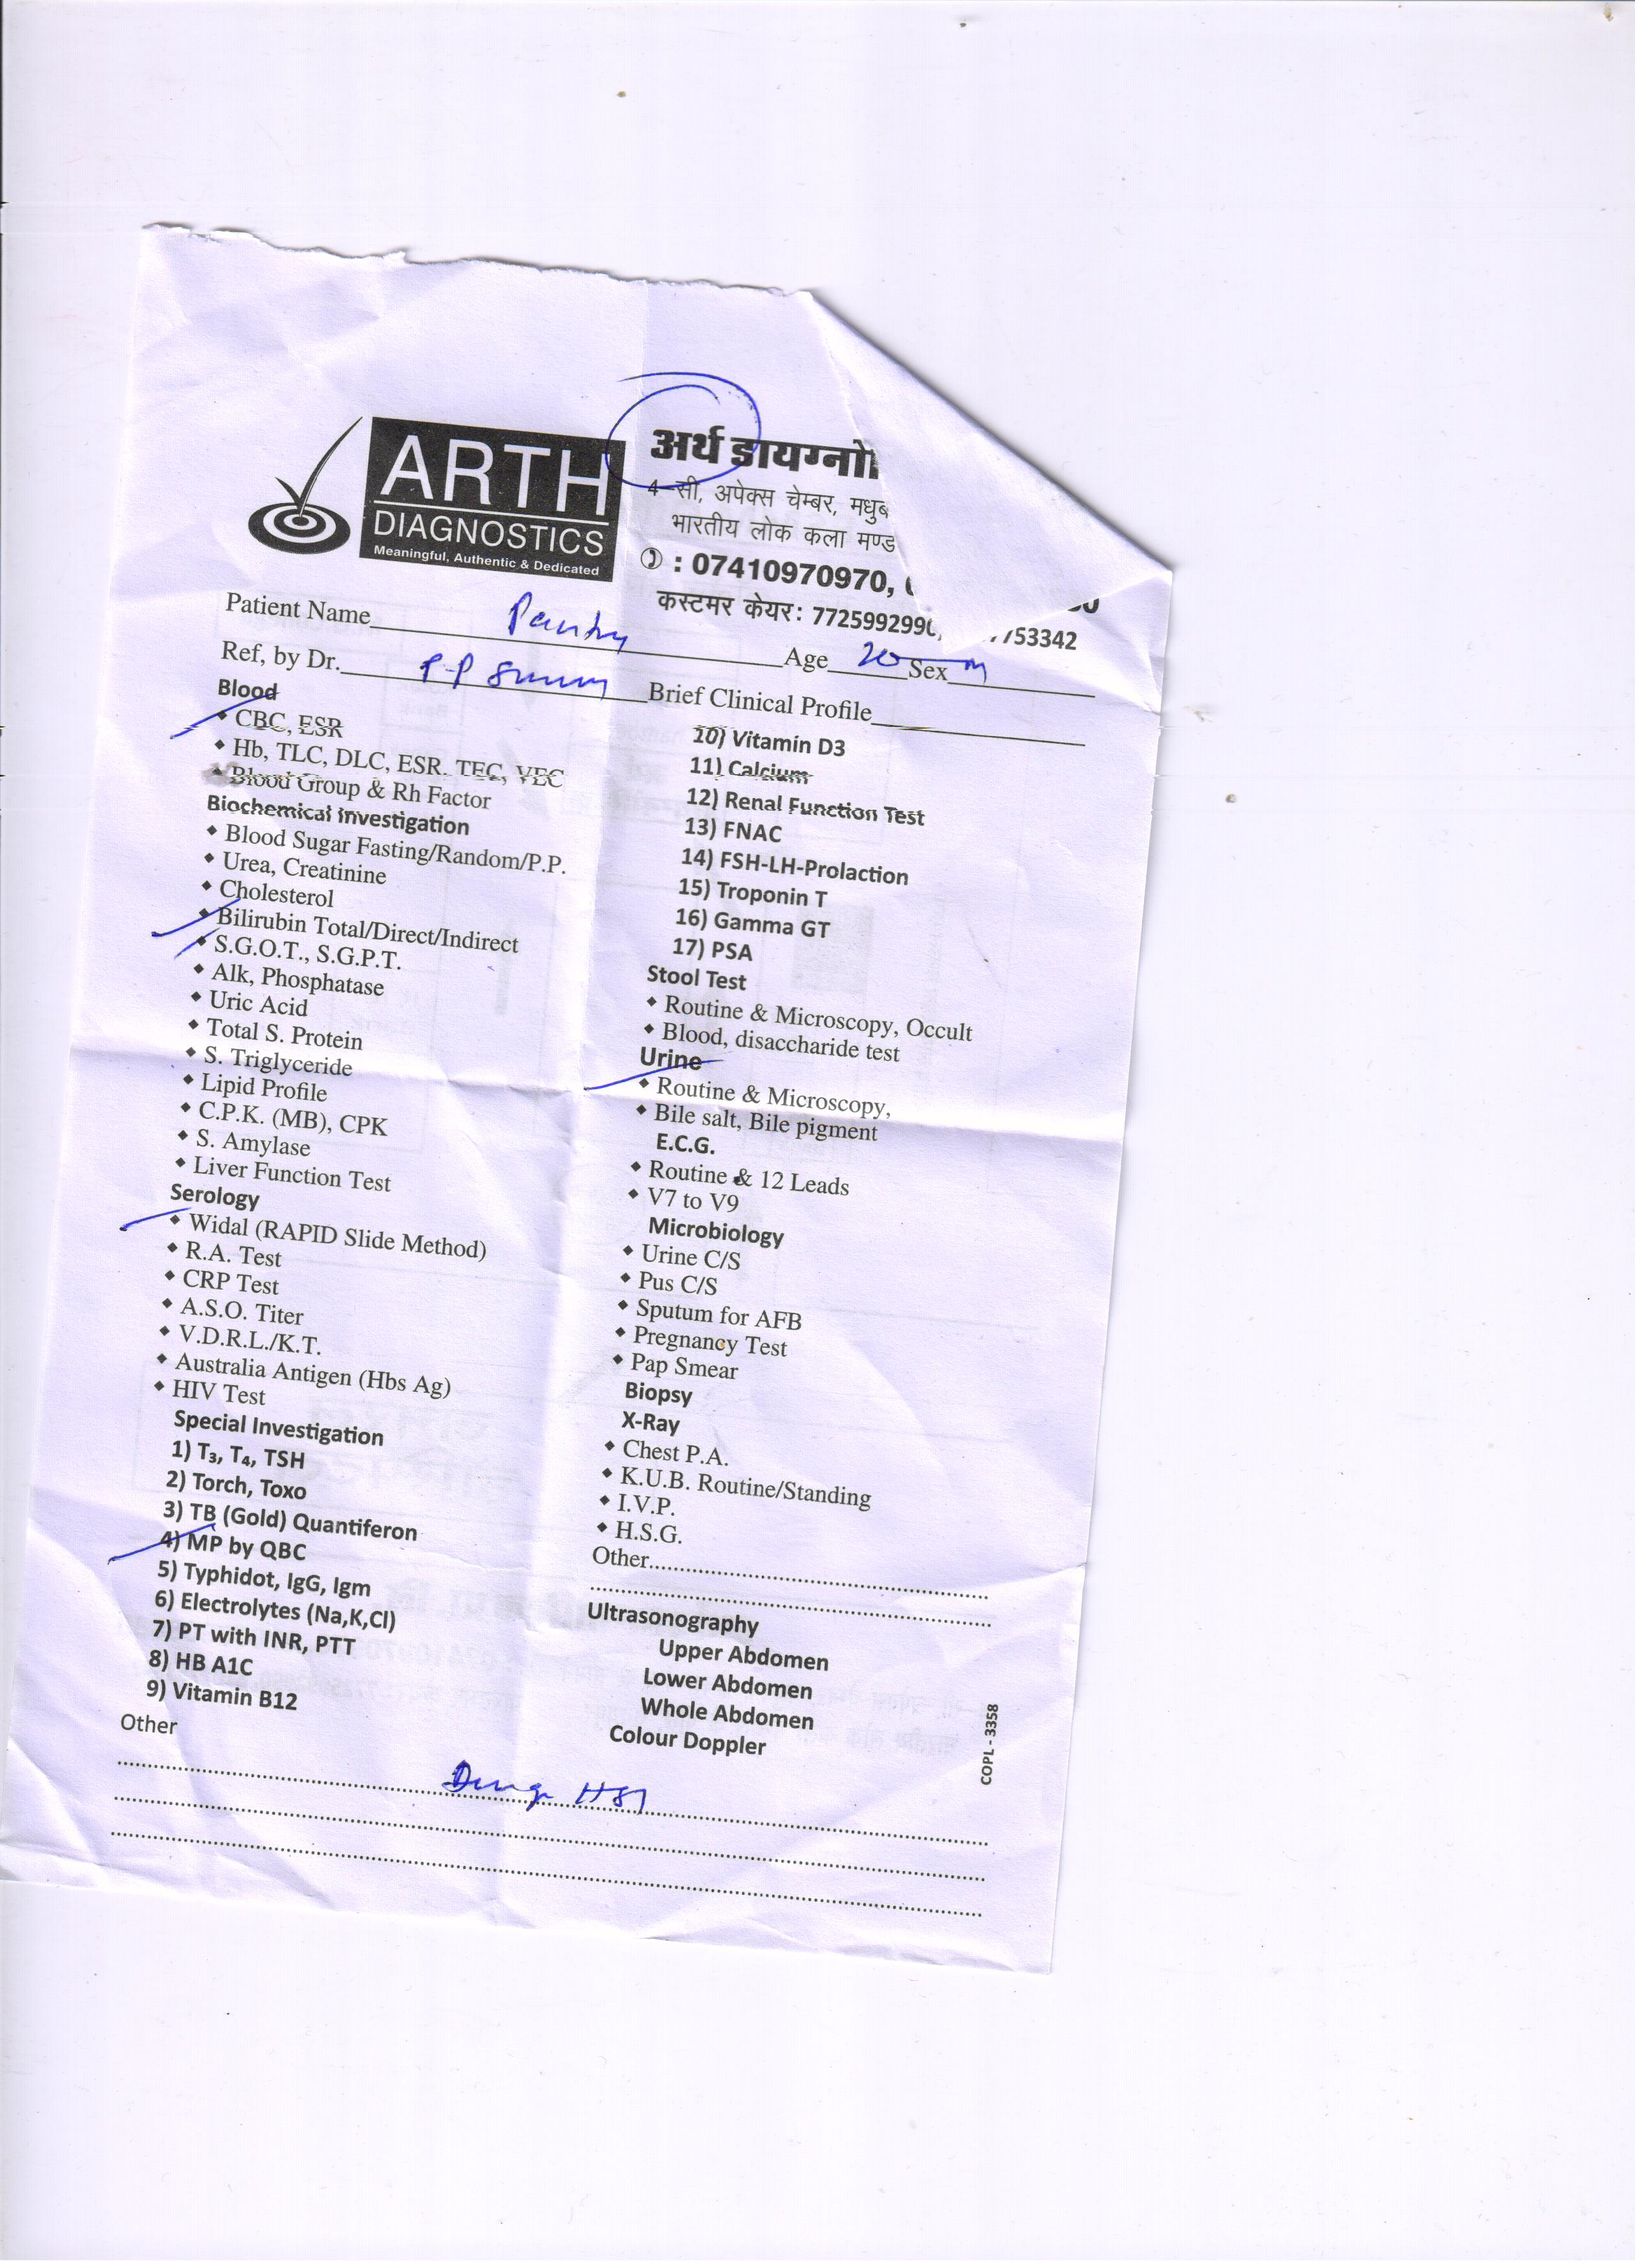 ARTH
DIAGNOSTICS
Meaningful, Authentic & Dedicated
अर्थ डायग्नो
4-सी, अपेक्स चेम्बर, मधुब
भारतीय लोक कला मण्ड
: 07410970970,
कस्टमर केयर: 7725992990, 7753342
Patient Name
Age 20 Sex m
Ref, by Dr. P-P
Brief Clinical Profile
Blood
CBC, ESR
Hb, TLC, DLC, ESR. TEC, VEC
Blood Group & Rh Factor
Biochemical Investigation
Blood Sugar Fasting/Random/P.P.
Urea, Creatinine
Cholesterol
Bilirubin Total/Direct/Indirect
S.G.O.T., S.G.P.T.
Alk, Phosphatase
Uric Acid
Total S. Protein
S. Triglyceride
Lipid Profile
C.P.K. (MB), CPK
S. Amylase
Liver Function Test
Serology
Widal (RAPID Slide Method)
R.A. Test
CRP Test
A.S.O. Titer
V.D.R.L./K.T.
Australia Antigen (Hbs Ag)
HIV Test
Special Investigation
1) T₃, T₄, TSH
2) Torch, Toxo
3) TB (Gold) Quantiferon
4) MP by QBC
5) Typhidot, IgG, Igm
6) Electrolytes (Na,K,Cl)
7) PT with INR, PTT
8) HB A1C
9) Vitamin B12
Other
10) Vitamin D3
11) Calcium
12) Renal Function Test
13) FNAC
14) FSH-LH-Prolaction
15) Troponin T
16) Gamma GT
17) PSA
Stool Test
Routine & Microscopy, Occult
Blood, disaccharide test
Urine
Routine & Microscopy,
Bile salt, Bile pigment
E.C.G.
Routine & 12 Leads
V7 to V9
Microbiology
Urine C/S
Pus C/S
Sputum for AFB
Pregnancy Test
Pap Smear
Biopsy
X-Ray
Chest P.A.
K.U.B. Routine/Standing
I.V.P.
H.S.G.
Other
Ultrasonography
Upper Abdomen
Lower Abdomen
Whole Abdomen
Colour Doppler
COPL - 3358